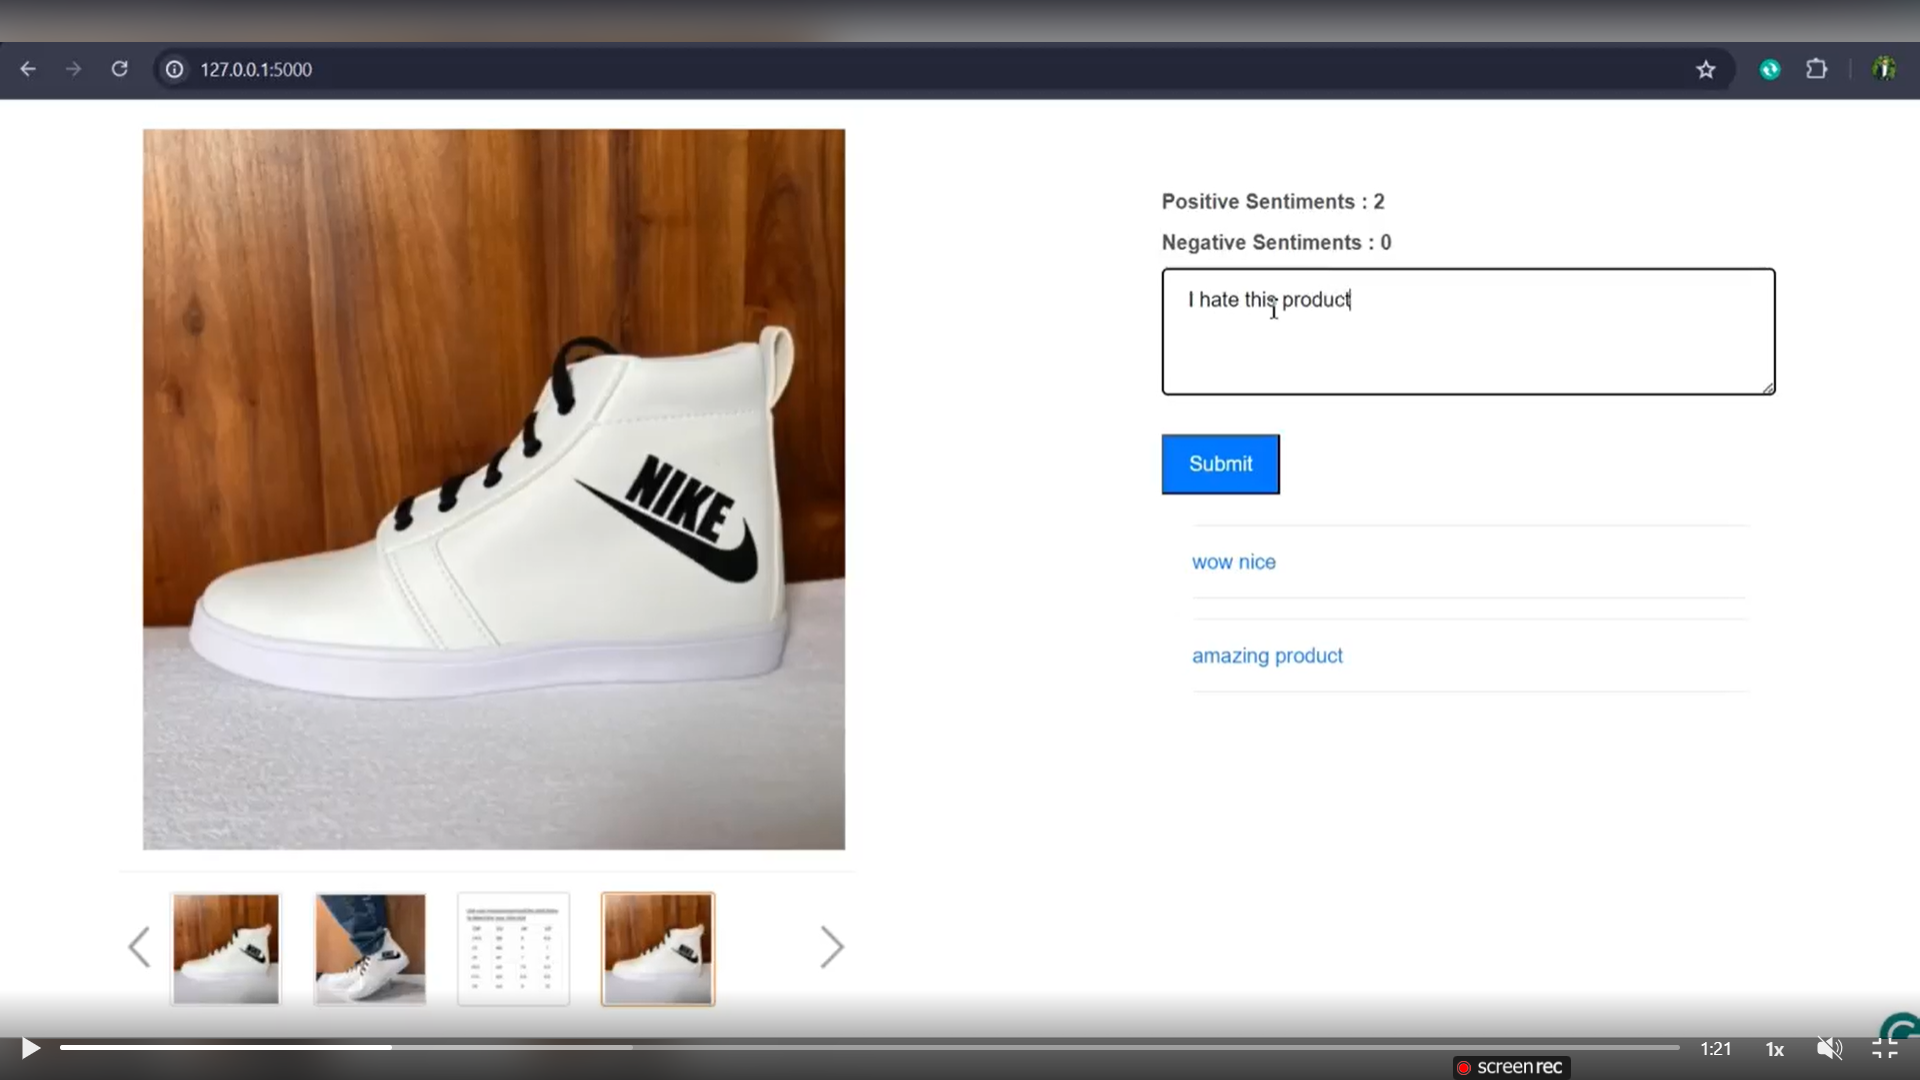 127.0.0.1:5000
Positive Sentiments : 2
Negative Sentiments : 0
I hate this product
Submit
NIKE
wow nice
amazing product
1:21
1x
screenrec